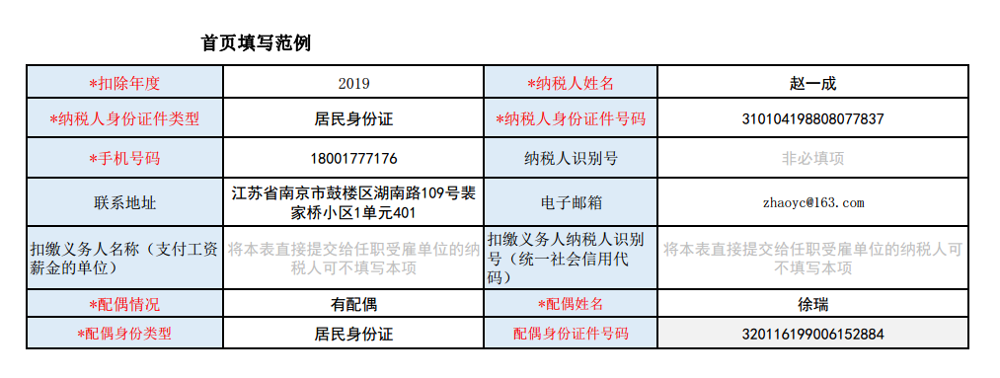 首页填写范例
*扣除年度 2019 *纳税人姓名 赵一成
*纳税人身份证件类型 居民身份证 *纳税人身份证件号码 310104198808077837
*手机号码 18001777176 纳税人识别号 非必填项
联系地址 江苏省南京市鼓楼区湖南路109号裴
家桥小区1单元401 电子邮箱 zhaoyc@163.com
扣缴义务人名称（支付工资
薪金的单位） 将本表直接提交给任职受雇单位的纳
税人可不填写本项 扣缴义务人纳税人识别
号（统一社会信用代
码） 将本表直接提交给任职受雇单位的纳税人可
不填写本项
*配偶情况 有配偶 *配偶姓名 徐瑞
*配偶身份类型 居民身份证 配偶身份证件号码 320116199006152884